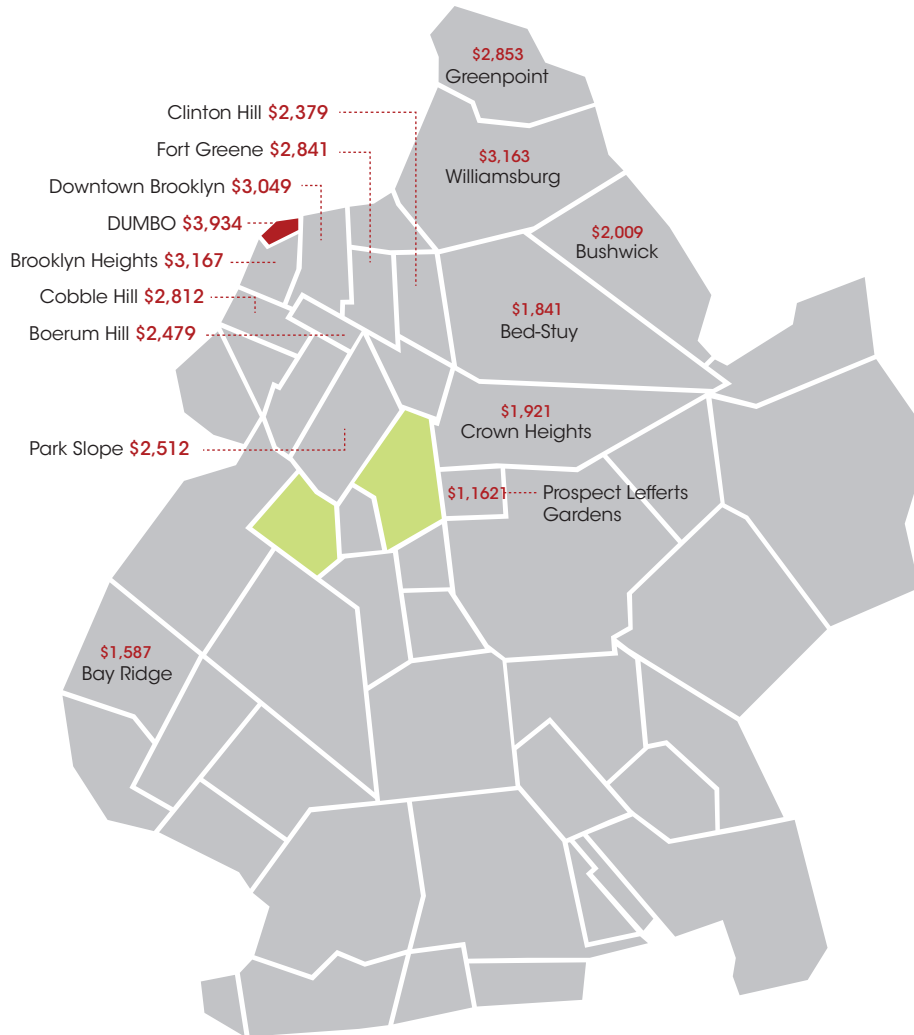 $2,853
Greenpoint
Clinton Hill $2,379
Fort Greene $2,841
$3,163
Williamsburg
Downtown Brooklyn $3,049
DUMBO $3,934
$2,009
Bushwick
Brooklyn Heights $3,167
Cobble Hill $2,812
$1,841
Bed-Stuy
Boerum Hill $2,479
$1,921
Crown Heights
Park Slope $2,512
$1,1621 Prospect Lefferts
Gardens
$1,587
Bay Ridge